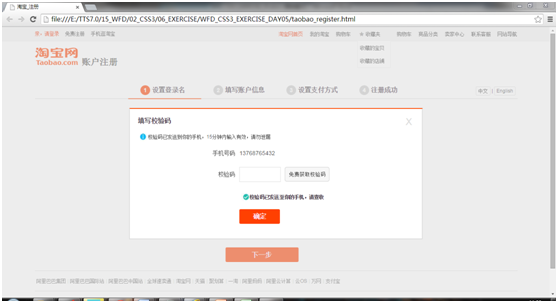 淘宝_注册
file:///E:/TTS7.0/15_WFD/02_CSS3/06_EXERCISE/WFD_CSS3_EXERCISE_DAY05/taobao_register.html
亲，请登录 免费注册 手机逛淘宝
淘宝网首页 我的淘宝 购物车 ★ 收藏夹 购物车 商品分类 卖家中心 联系客服 网站导航
收藏的宝贝
收藏的店铺
淘宝网
Taobao.com 账户注册
1 设置登录名 2 填写账户信息 3 设置支付方式 4 注册成功
中文 | English
填写校验码 X
校验码已发送到你的手机，15分钟内输入有效，请勿泄露
手机号码 13768765432
校验码 免费获取校验码
校验码已发送至你的手机，请查收
确定
下一步
阿里巴巴集团 阿里巴巴国际站 阿里巴巴中国站 全球速卖通 淘宝网 天猫 聚划算 一淘 阿里妈妈 阿里云计算 云OS 万网 支付宝